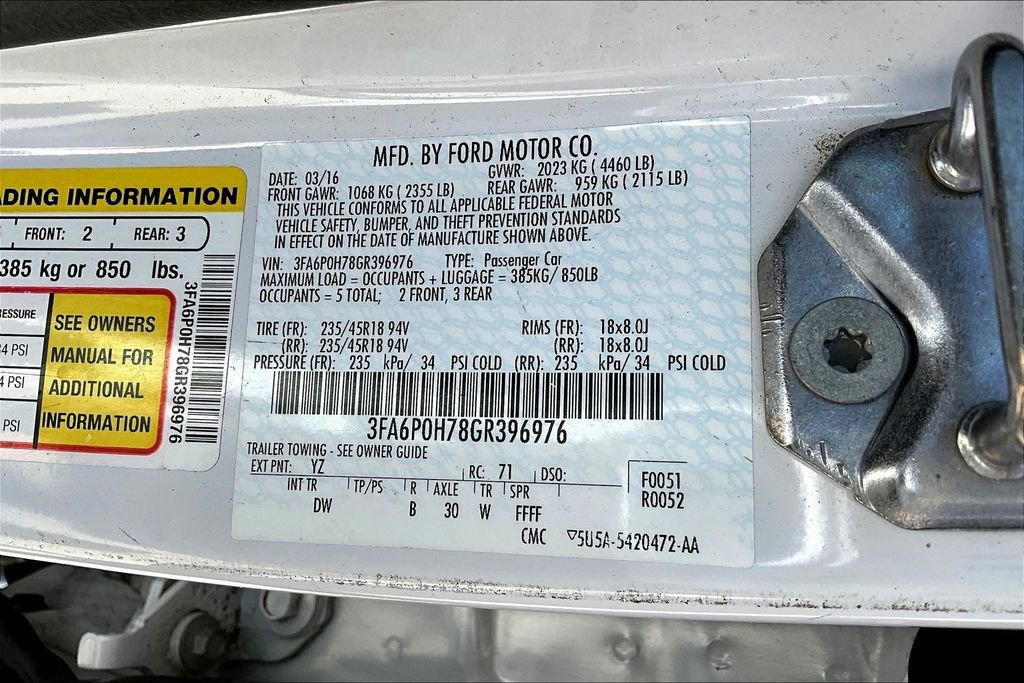 ADING INFORMATION
FRONT: 2 REAR: 3
385 kg or 850 lbs.
RESSURE
34 PSI
4 PSI
PSI
SEE OWNERS
MANUAL FOR
ADDITIONAL
INFORMATION
3FA6P0H78GR396976
MFD. BY FORD MOTOR CO.
DATE: 03/16 GVWR: 2023 KG ( 4460 LB)
FRONT GAWR: 1068 KG ( 2355 LB) REAR GAWR: 959 KG ( 2115 LB)
THIS VEHICLE CONFORMS TO ALL APPLICABLE FEDERAL MOTOR
VEHICLE SAFETY, BUMPER, AND THEFT PREVENTION STANDARDS
IN EFFECT ON THE DATE OF MANUFACTURE SHOWN ABOVE.
VIN: 3FA6P0H78GR396976 TYPE: Passenger Car
MAXIMUM LOAD = OCCUPANTS + LUGGAGE = 385KG/ 850LB
OCCUPANTS = 5 TOTAL; 2 FRONT, 3 REAR
TIRE (FR): 235/45R18 94V RIMS (FR): 18x8.0J
(RR): 235/45R18 94V (RR): 18x8.0J
PRESSURE (FR): 235 kPa/ 34 PSI COLD (RR): 235 kPa/ 34 PSI COLD
3FA6P0H78GR396976
TRAILER TOWING - SEE OWNER GUIDE
EXT PNT: YZ RC: 71 DSO:
F0051
R0052
INT TR TP/PS R AXLE TR SPR
DW B 30 W FFFF
CMC ▽5U5A-5420472-AA